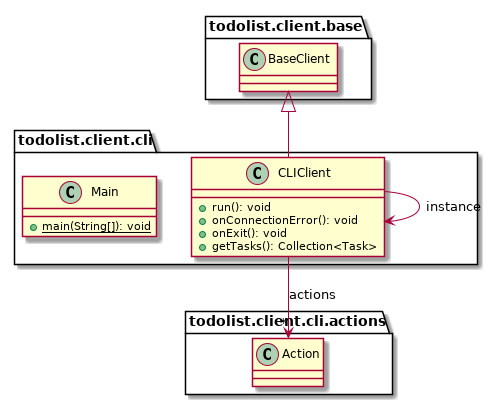 todolist.client.base
C BaseClient
todolist.client.cli
C Main
main(String[]): void
C CLIClient
run(): void
onConnectionError(): void
onExit(): void
getTasks(): Collection<Task>
instance
actions
todolist.client.cli.actions
*
C Action